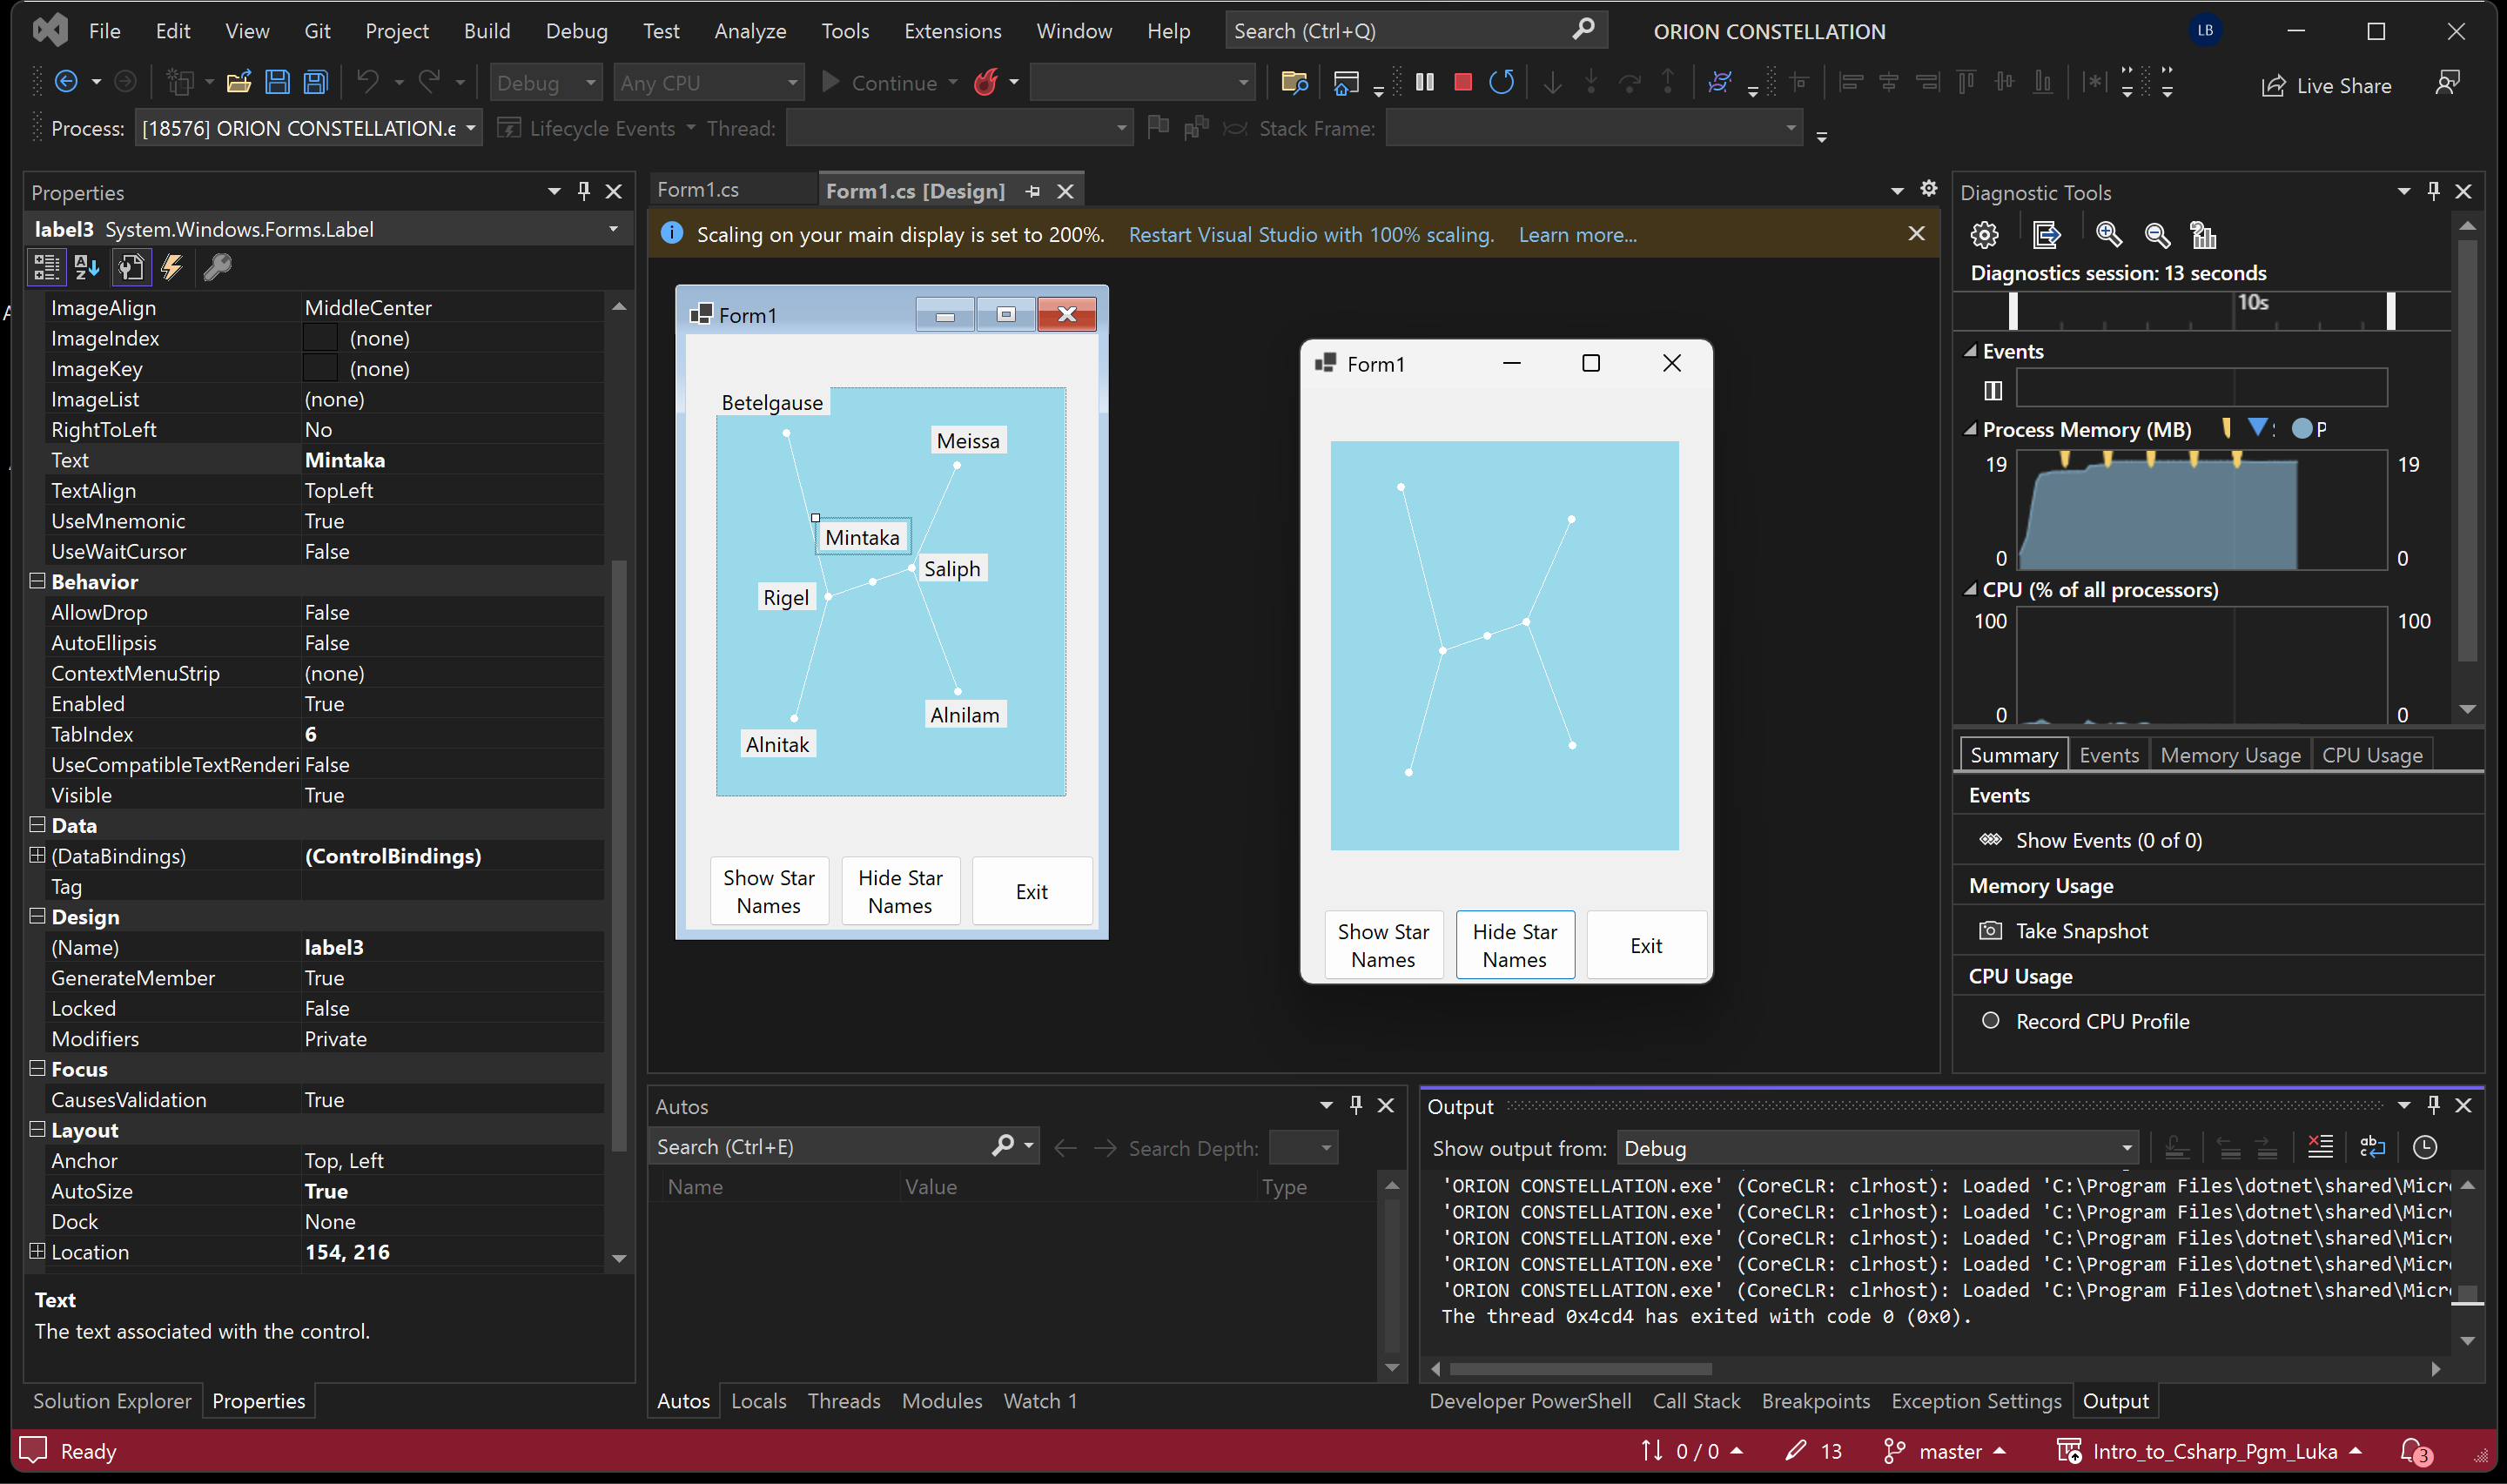 File Edit View Git Project Build Debug Test Analyze Tools Extensions Window Help Search (Ctrl+Q) ORION CONSTELLATION LB
Debug Any CPU Continue Live Share
Process: [18576] ORION CONSTELLATION.e Lifecycle Events Thread: Stack Frame:
Properties
label3 System.Windows.Forms.Label
ImageAlign MiddleCenter
ImageIndex (none)
ImageKey (none)
ImageList (none)
RightToLeft No
Text Mintaka
TextAlign TopLeft
UseMnemonic True
UseWaitCursor False
Behavior
AllowDrop False
AutoEllipsis False
ContextMenuStrip (none)
Enabled True
TabIndex 6
UseCompatibleTextRenderi False
Visible True
Data
(DataBindings) (ControlBindings)
Tag
Design
(Name) label3
GenerateMember True
Locked False
Modifiers Private
Focus
CausesValidation True
Layout
Anchor Top, Left
AutoSize True
Dock None
Location 154, 216
Text
The text associated with the control.
Solution Explorer Properties
Form1.cs Form1.cs [Design]
Scaling on your main display is set to 200%. Restart Visual Studio with 100% scaling. Learn more...
Form1
Betelgause
Meissa
Mintaka
Saliph
Rigel
Alnilam
Alnitak
Show Star Names
Hide Star Names
Exit
Form1
Show Star Names
Hide Star Names
Exit
Diagnostic Tools
Diagnostics session: 13 seconds
10s
Events
Process Memory (MB) P
19 19
0 0
CPU (% of all processors)
100 100
0 0
Summary Events Memory Usage CPU Usage
Events
Show Events (0 of 0)
Memory Usage
Take Snapshot
CPU Usage
Record CPU Profile
Autos
Search (Ctrl+E) Search Depth:
Name Value Type
Autos Locals Threads Modules Watch 1
Output
Show output from: Debug
'ORION CONSTELLATION.exe' (CoreCLR: clrhost): Loaded 'C:\Program Files\dotnet\shared\Micr
'ORION CONSTELLATION.exe' (CoreCLR: clrhost): Loaded 'C:\Program Files\dotnet\shared\Micr
'ORION CONSTELLATION.exe' (CoreCLR: clrhost): Loaded 'C:\Program Files\dotnet\shared\Micr
'ORION CONSTELLATION.exe' (CoreCLR: clrhost): Loaded 'C:\Program Files\dotnet\shared\Micr
'ORION CONSTELLATION.exe' (CoreCLR: clrhost): Loaded 'C:\Program Files\dotnet\shared\Micr
The thread 0x4cd4 has exited with code 0 (0x0).
Developer PowerShell Call Stack Breakpoints Exception Settings Output
Ready 0 / 0 13 master Intro_to_Csharp_Pgm_Luka 3